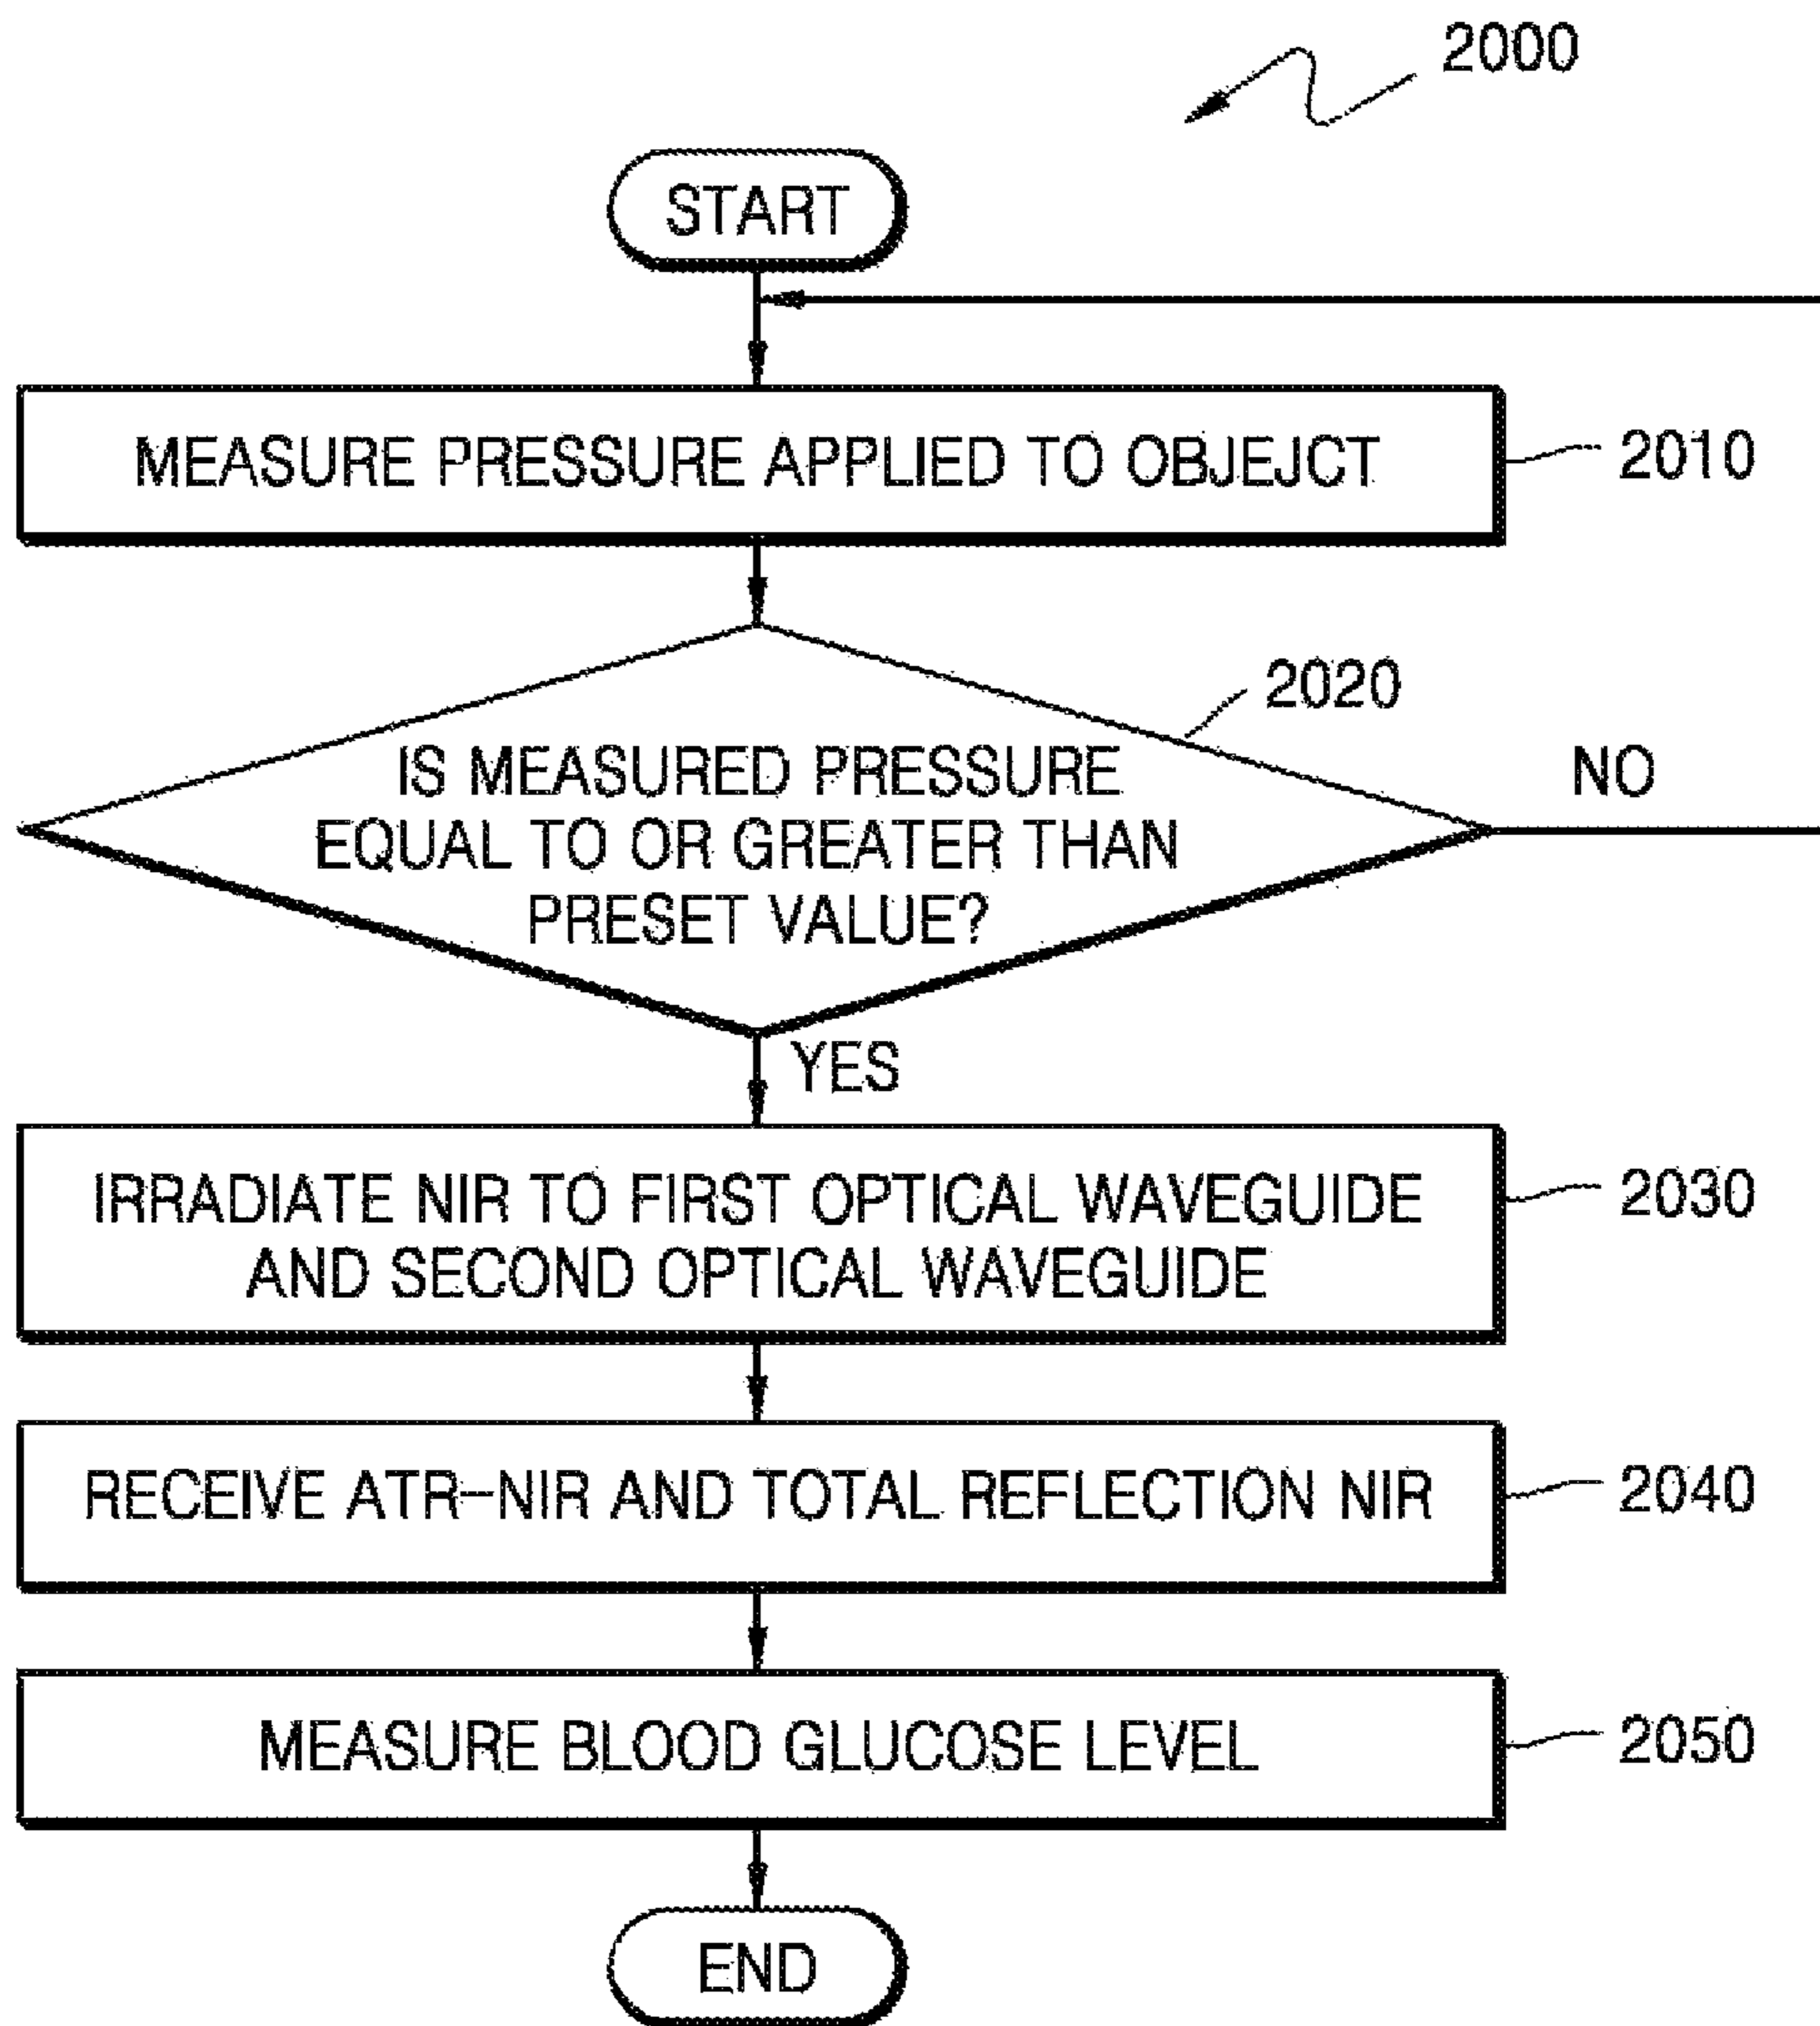 2000
START
MEASURE PRESSURE APPLIED TO OBJEJCT
2010
2020
IS MEASURED PRESSURE
EQUAL TO OR GREATER THAN
PRESET VALUE?
NO
YES
IRRADIATE NIR TO FIRST OPTICAL WAVEGUIDE
AND SECOND OPTICAL WAVEGUIDE
2030
RECEIVE ATR-NIR AND TOTAL REFLECTION NIR
2040
MEASURE BLOOD GLUCOSE LEVEL
2050
END